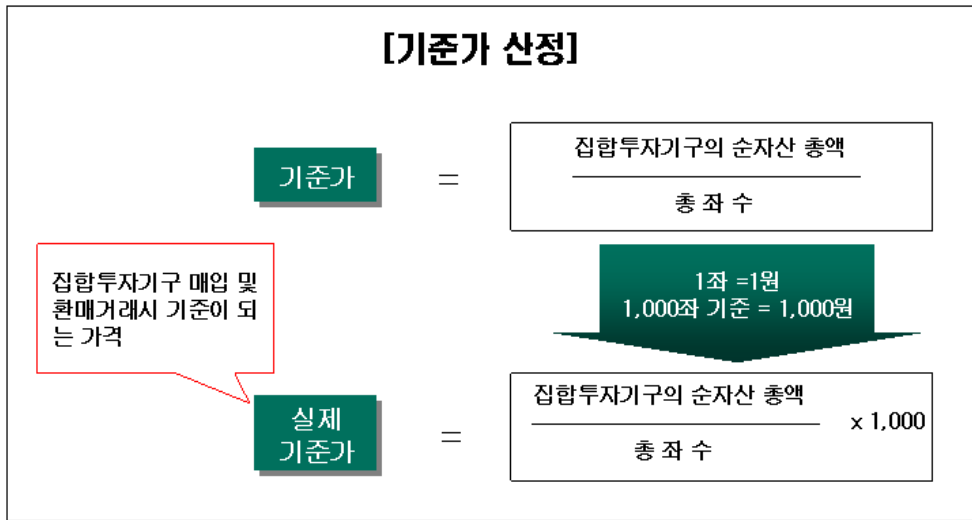 [기준가 산정]
기준가
=
집합투자기구의 순자산 총액
총 좌 수
집합투자기구 매입 및
환매거래시 기준이 되
는 가격
1좌 =1원
1,000좌 기준 = 1,000원
실제
기준가
=
집합투자기구의 순자산 총액
총 좌 수
x 1,000